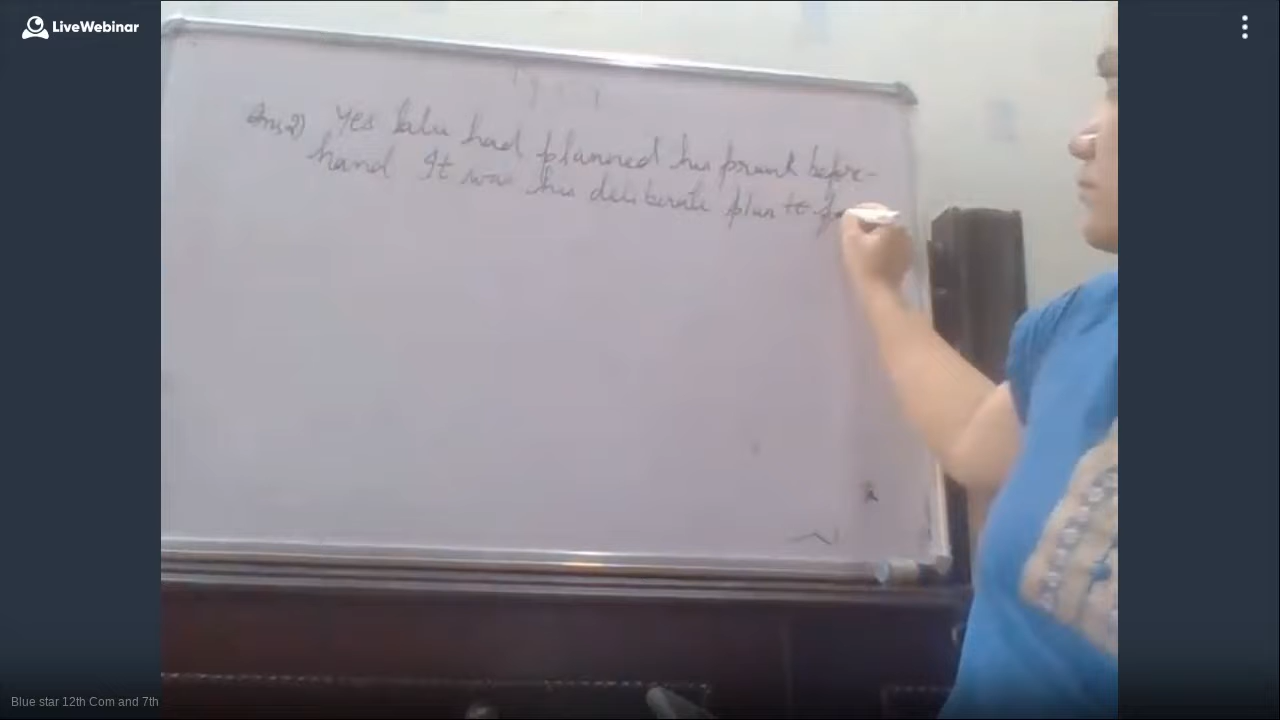 LiveWebinar
Ans 2) Yes Lalu had planned his prank before-
hand It was his deliberate plan to
Blue star 12th Com and 7th